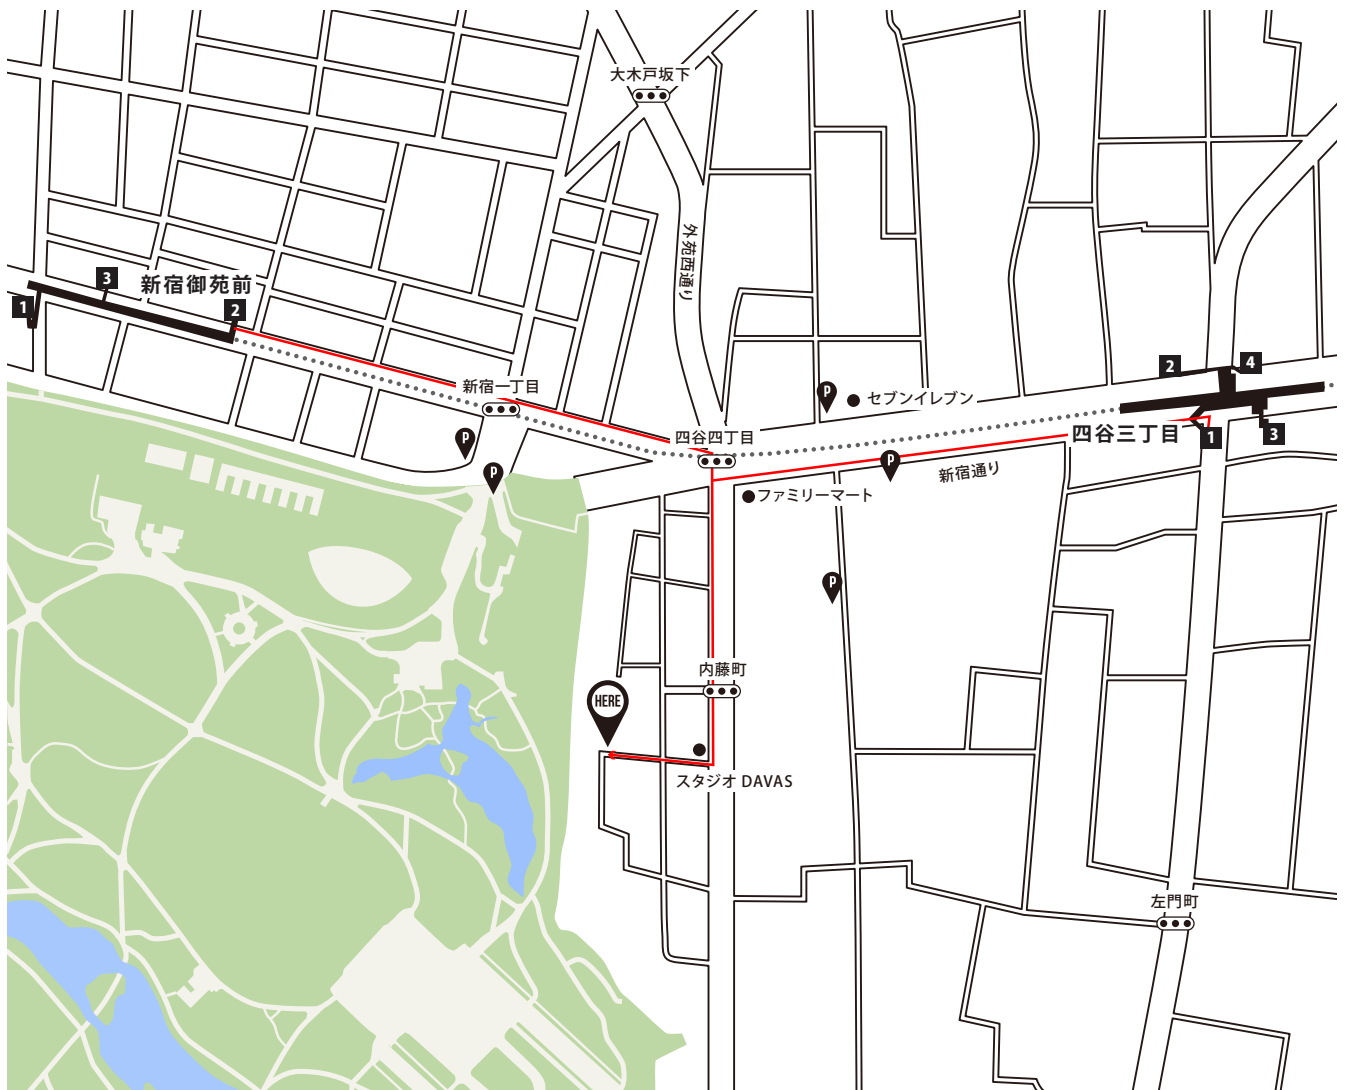 大木戸坂下
外苑西通り
3
新宿御苑前
1
2
2
4
新宿一丁目
P
セブンイレブン
四谷四丁目
四谷三丁目
1
3
P
P
P
新宿通り
ファミリーマート
P
内藤町
HERE
スタジオ DAVAS
左門町